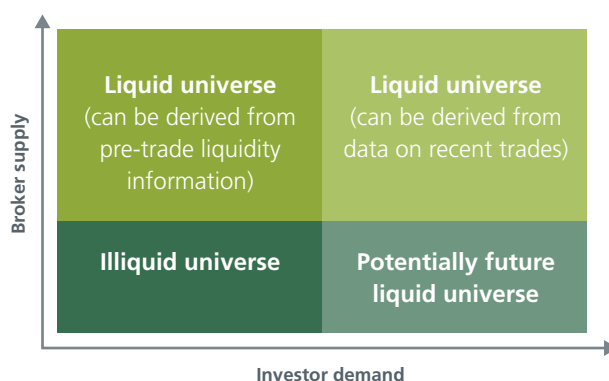 Broker supply
Liquid universe
(can be derived from
pre-trade liquidity
information)
Liquid universe
(can be derived from
data on recent trades)
Illiquid universe
Potentially future
liquid universe
Investor demand